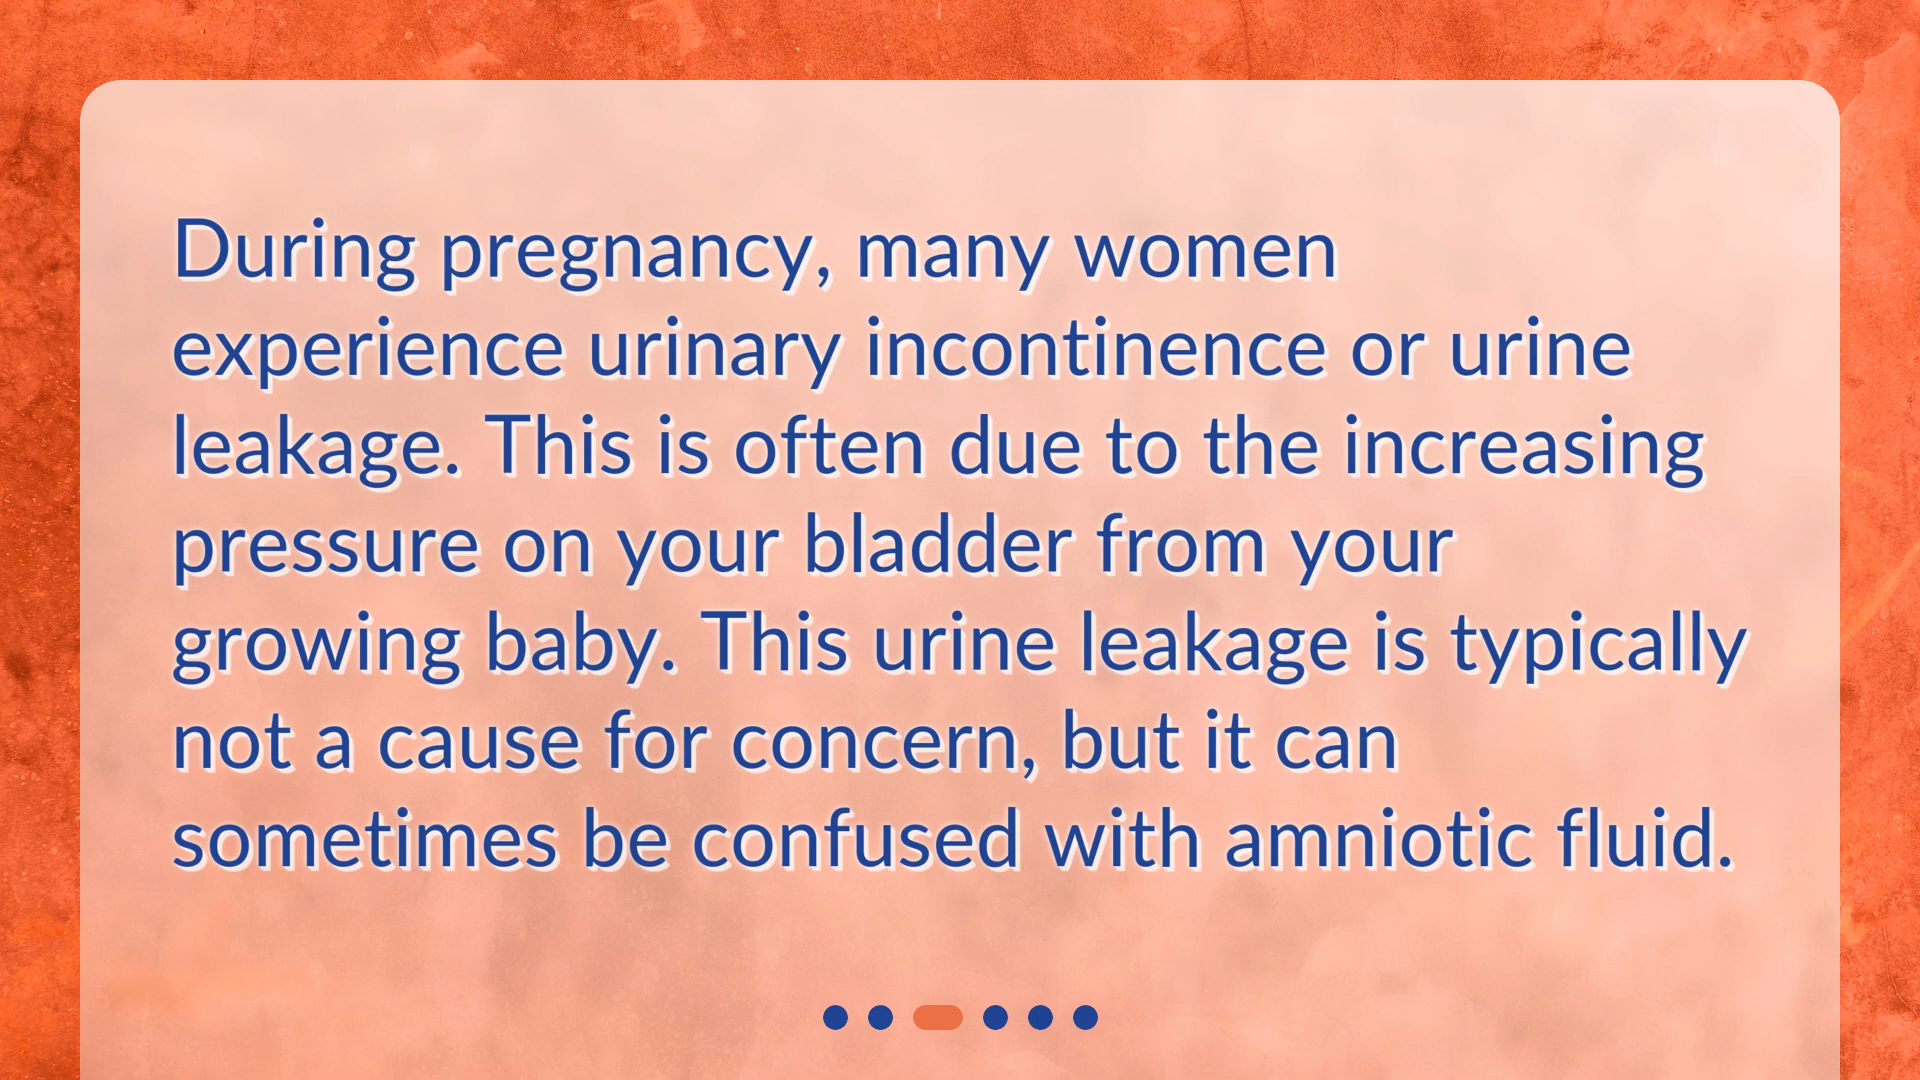 During pregnancy, many women
experience urinary incontinence or urine
leakage. This is often due to the increasing
pressure on your bladder from your
growing baby. This urine leakage is typically
not a cause for concern, but it can
sometimes be confused with amniotic fluid.